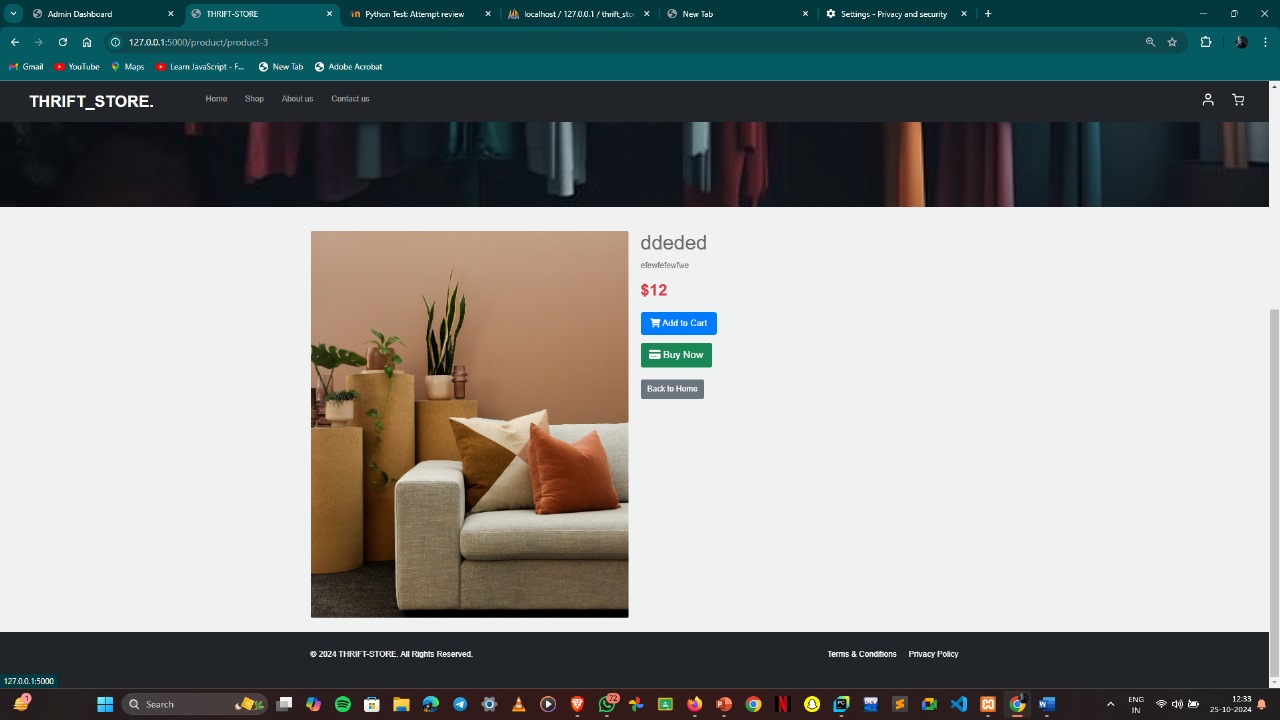 Admin Dashboard
THRIFT-STORE
Python Test: Attempt review
localhost / 127.0.0.1 / thrift_sto
New Tab
Settings - Privacy and security
127.0.0.1:5000/product/product-3
Gmail
YouTube
Maps
Learn JavaScript - F...
New Tab
Adobe Acrobat
THRIFT_STORE.
Home
Shop
About us
Contact us
ddeded
efewfefewfwe
$12
Add to Cart
Buy Now
Back to Home
© 2024 THRIFT-STORE. All Rights Reserved.
Terms & Conditions
Privacy Policy
127.0.0.1:5000
1
Search
72
DEV
ENG
IN
12:33
25-10-2024